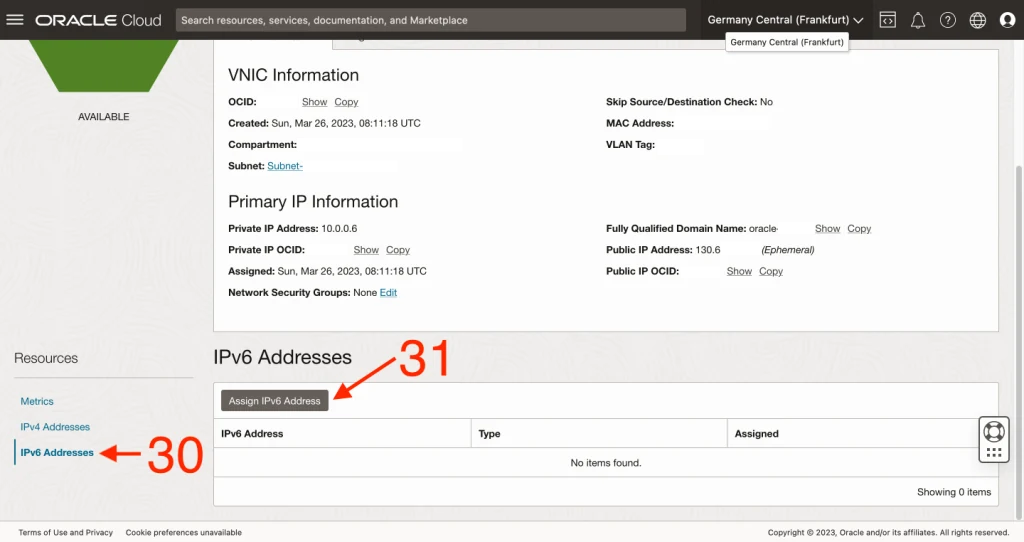 ORACLE Cloud
Search resources, services, documentation, and Marketplace
Germany Central (Frankfurt)
Germany Central (Frankfurt)
AVAILABLE
VNIC Information
OCID: Show Copy
Created: Sun, Mar 26, 2023, 08:11:18 UTC
Compartment:
Subnet: Subnet-
Skip Source/Destination Check: No
MAC Address:
VLAN Tag:
Primary IP Information
Private IP Address: 10.0.0.6
Private IP OCID: Show Copy
Assigned: Sun, Mar 26, 2023, 08:11:18 UTC
Network Security Groups: None Edit
Fully Qualified Domain Name: oracle- Show Copy
Public IP Address: 130.6 (Ephemeral)
Public IP OCID: Show Copy
Resources
Metrics
IPv4 Addresses
IPv6 Addresses
30
IPv6 Addresses
31
Assign IPv6 Address
IPv6 Address Type Assigned
No items found.
Showing 0 items
Terms of Use and Privacy Cookie preferences unavailable
Copyright © 2023, Oracle and/or its affiliates. All rights reserved.